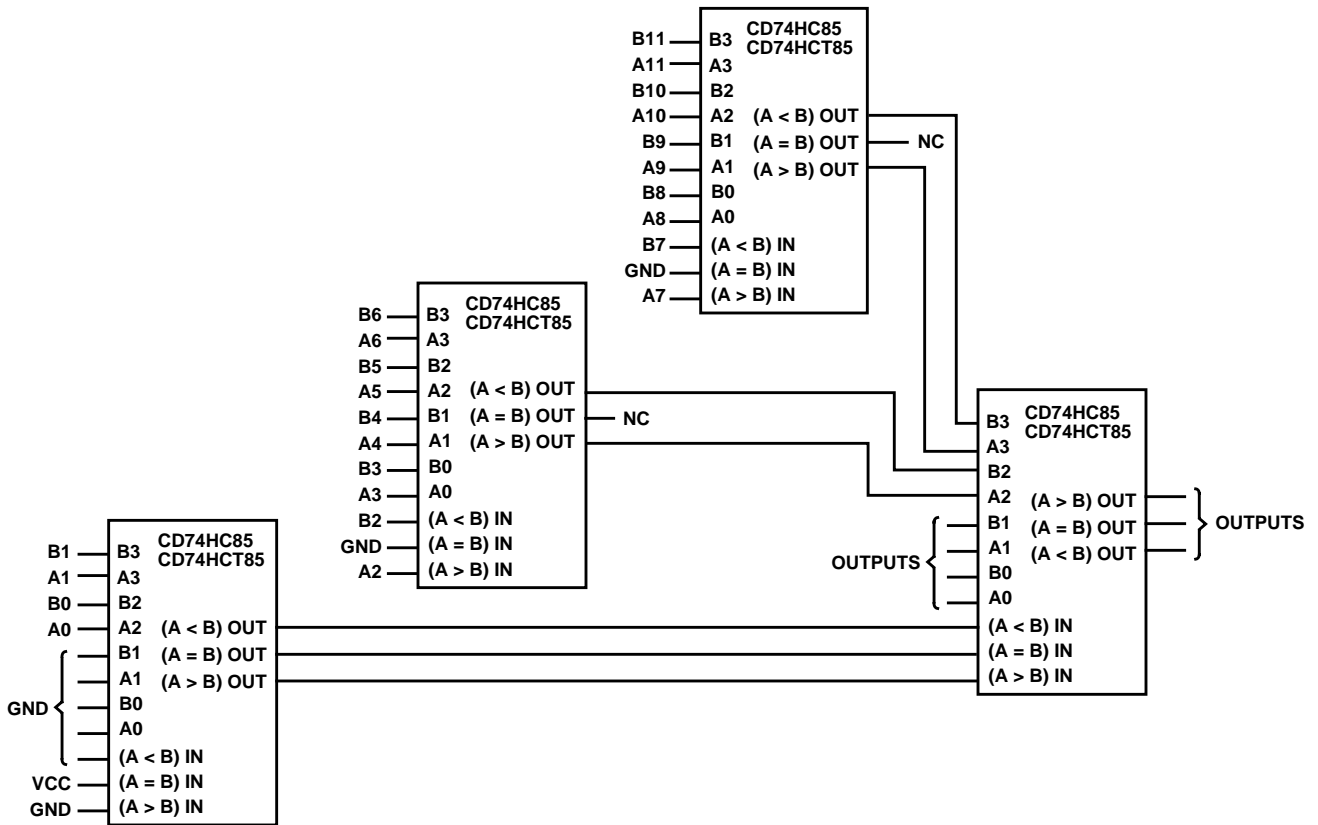 CD74HC85
CD74HCT85
B11 B3
A11 A3
B10 B2
A10 A2 (A < B) OUT
B9 B1 (A = B) OUT NC
A9 A1 (A > B) OUT
B8 B0
A8 A0
B7 (A < B) IN
GND (A = B) IN
A7 (A > B) IN
CD74HC85
CD74HCT85
B6 B3
A6 A3
B5 B2
A5 A2 (A < B) OUT
B4 B1 (A = B) OUT NC
A4 A1 (A > B) OUT
B3 B0
A3 A0
B2 (A < B) IN
GND (A = B) IN
A2 (A > B) IN
CD74HC85
CD74HCT85
B1 B3
A1 A3
B0 B2
A0 A2 (A < B) OUT
B1 (A = B) OUT
A1 (A > B) OUT
GND B0
A0
(A < B) IN
VCC (A = B) IN
GND (A > B) IN
CD74HC85
CD74HCT85
B3
A3
B2
A2 (A > B) OUT
B1 (A = B) OUT OUTPUTS
A1 (A < B) OUT
OUTPUTS
B0
A0
(A < B) IN
(A = B) IN
(A > B) IN